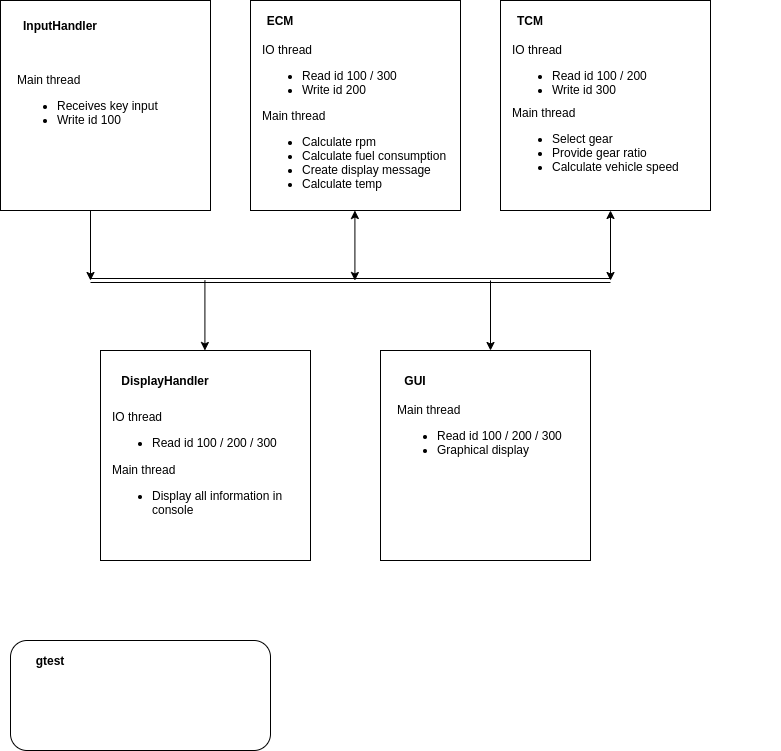 InputHandler
Main thread
Receives key input
Write id 100
ECM
IO thread
Read id 100 / 300
Write id 200
Main thread
Calculate rpm
Calculate fuel consumption
Create display message
Calculate temp
TCM
IO thread
Read id 100 / 200
Write id 300
Main thread
Select gear
Provide gear ratio
Calculate vehicle speed
DisplayHandler
IO thread
Read id 100 / 200 / 300
Main thread
Display all information in
console
GUI
Main thread
Read id 100 / 200 / 300
Graphical display
gtest